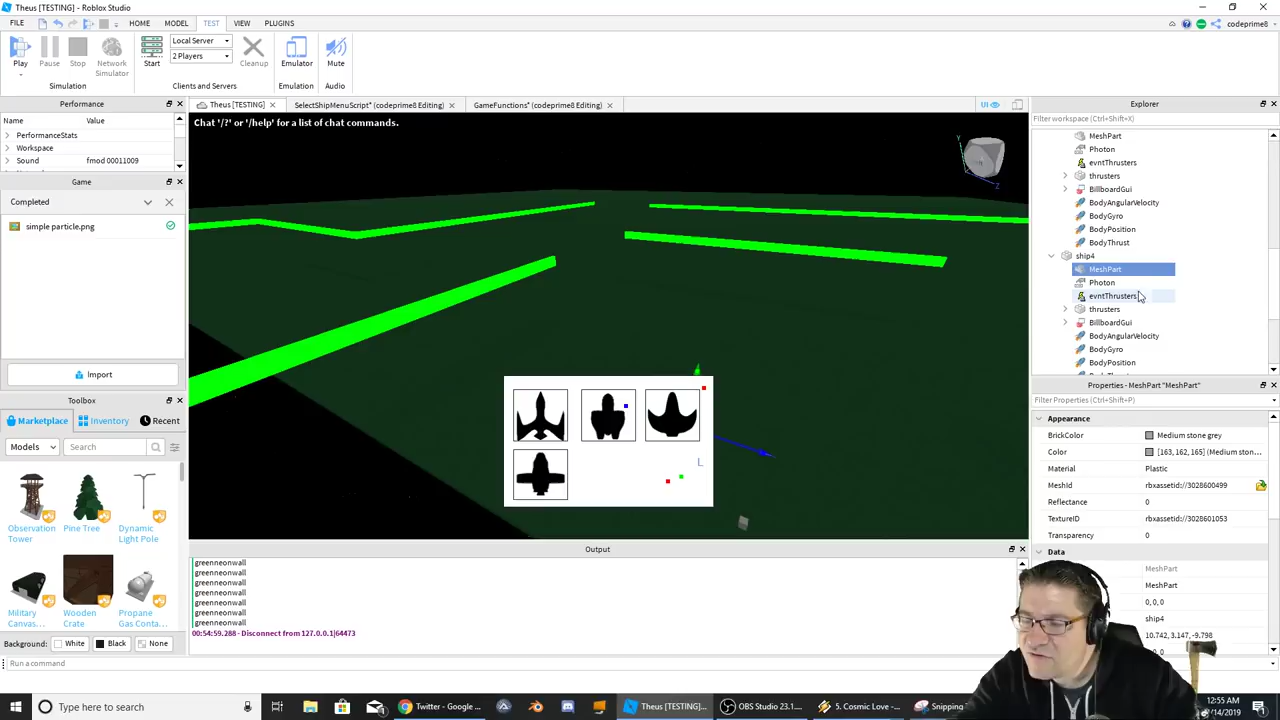 Theus [TESTING] - Roblox Studio
FILE HOME MODEL TEST VIEW PLUGINS
codeprime8
Play Pause Stop Network Simulator
Simulation
Start Local Server 2 Players Cleanup
Clients and Servers
Emulator
Emulation
Mute
Audio
Performance
Name Value
PerformanceStats
Workspace
Sound fmod 00011009
Game
Completed
simple particle.png
Import
Toolbox
Marketplace Inventory Recent
Models Search
Observation Tower
Pine Tree
Dynamic Light Pole
Military Canvas...
Wooden Crate
Propane Gas Conta...
Background: White Black None
Run a command
Theus [TESTING] SelectShipMenuScript* (codeprime8 Editing) GameFunctions* (codeprime8 Editing) UI
Chat '/?' or '/help' for a list of chat commands.
Y
Z
L
Output
greenneonwall
greenneonwall
greenneonwall
greenneonwall
greenneonwall
greenneonwall
greenneonwall
00:54:59.288 - Disconnect from 127.0.0.1|64473
Explorer
Filter workspace (Ctrl+Shift+X)
MeshPart
Photon
evntThrusters
thrusters
BillboardGui
BodyAngularVelocity
BodyGyro
BodyPosition
BodyThrust
ship4
MeshPart
Photon
evntThrusters
thrusters
BillboardGui
BodyAngularVelocity
BodyGyro
BodyPosition
Properties - MeshPart "MeshPart"
Filter Properties (Ctrl+Shift+P)
Appearance
BrickColor Medium stone grey
Color [163, 162, 165] (Medium ston...
Material Plastic
MeshId rbxassetid://3028600499
Reflectance 0
TextureID rbxassetid://3028601053
Transparency 0
Data
MeshPart
MeshPart
0, 0, 0
ship4
10.742, 3.147, -9.798
Type here to search
Twitter - Google ...
Theus [TESTING]...
OBS Studio 23.1....
5. Cosmic Love -...
Snipping
12:55 AM
/14/2019